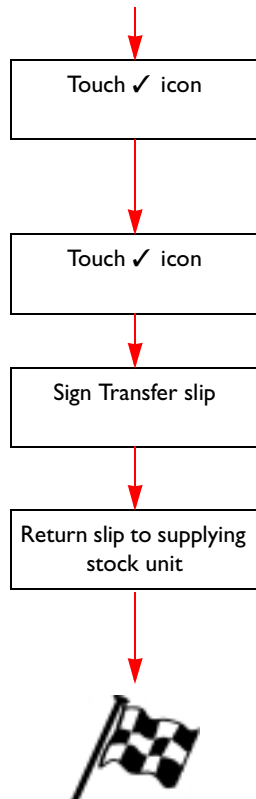 Touch ✓ icon
Touch ✓ icon
Sign Transfer slip
Return slip to supplying
stock unit